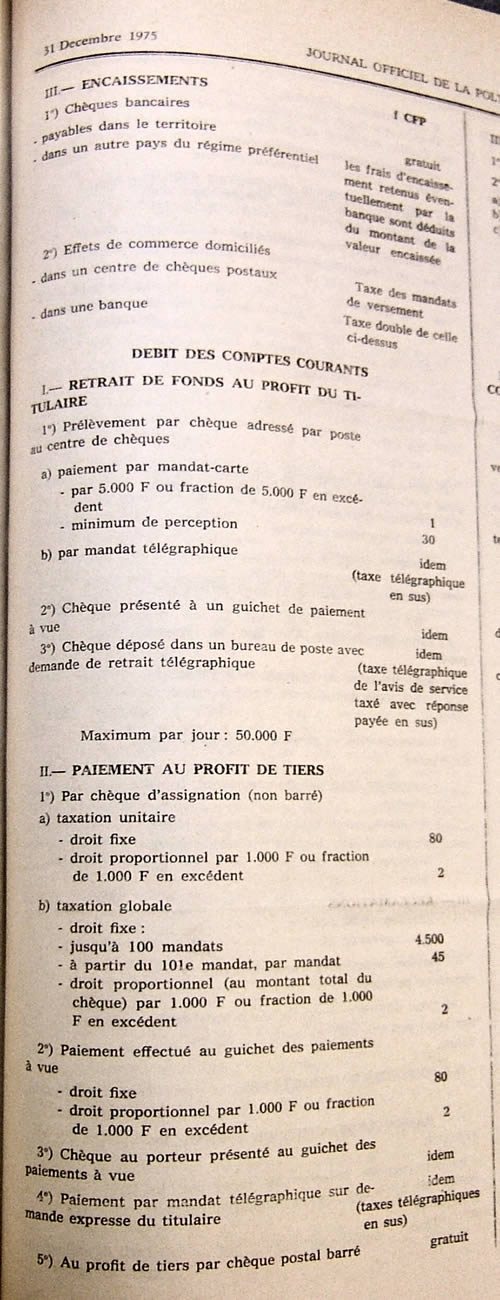 31 Decembre 1975
JOURNAL OFFICIEL DE LA
III.— ENCAISSEMENTS
f CFP
1°) Chèques bancaires
- payables dans le territoire
gratuit
- dans un autre pays du régime préférentiel
les frais d'encaisse-
ment retenus éven-
tuellement par la
banque sont déduits
du montant de la
valeur encaissée
2°) Effets de commerce domiciliés
- dans un centre de chèques postaux
Taxe des mandats
de versement
- dans une banque
Taxe double de celle
ci-dessus
DEBIT DES COMPTES COURANTS
I.— RETRAIT DE FONDS AU PROFIT DU TI-
TULAIRE
1°) Prélèvement par chèque adressé par poste
au centre de chèques
a) paiement par mandat-carte
- par 5.000 F ou fraction de 5.000 F en excé-
dent
1
- minimum de perception
30
b) par mandat télégraphique
idem
(taxe télégraphique
en sus)
2°) Chèque présenté à un guichet de paiement
à vue
idem
3°) Chèque déposé dans un bureau de poste avec
demande de retrait télégraphique
idem
(taxe télégraphique
de l'avis de service
taxé avec réponse
payée en sus)
Maximum par jour : 50.000 F
II.— PAIEMENT AU PROFIT DE TIERS
1°) Par chèque d'assignation (non barré)
a) taxation unitaire
- droit fixe
80
- droit proportionnel par 1.000 F ou fraction
de 1.000 F en excédent
2
b) taxation globale
- droit fixe :
- jusqu'à 100 mandats
4.500
- à partir du 101e mandat, par mandat
45
- droit proportionnel (au montant total du
chèque) par 1.000 F ou fraction de 1.000
F en excédent
2
2°) Paiement effectué au guichet des paiements
à vue
- droit fixe
80
- droit proportionnel par 1.000 F ou fraction
de 1.000 F en excédent
2
3°) Chèque au porteur présenté au guichet des
paiements à vue
idem
4°) Paiement par mandat télégraphique sur de-
mande expresse du titulaire
idem
(taxes télégraphiques
en sus)
5°) Au profit de tiers par chèque postal barré
gratuit